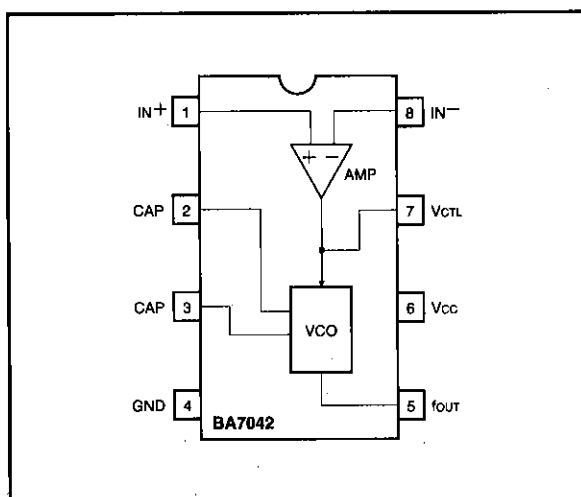 IN+ 1 8 IN−
+ − AMP
CAP 2 7 VCTL
CAP 3 VCO 6 VCC
GND 4 5 fOUT
BA7042